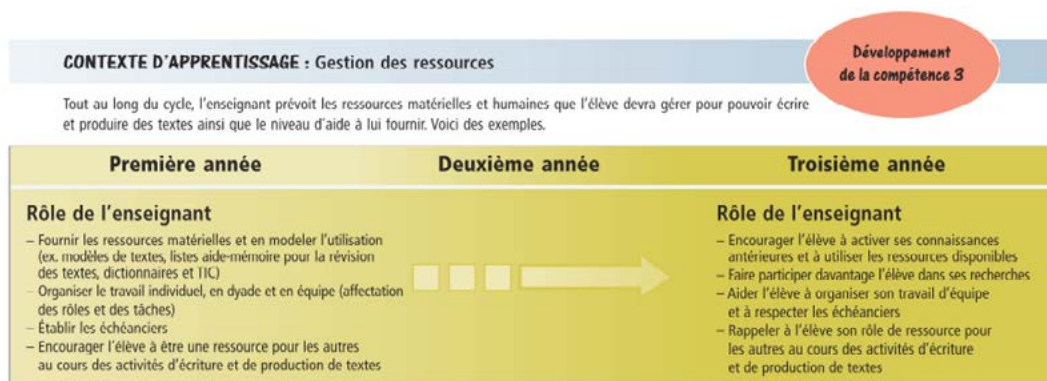 CONTEXTE D'APPRENTISSAGE : Gestion des ressources
Développement
de la compétence 3
Tout au long du cycle, l'enseignant prévoit les ressources matérielles et humaines que l'élève devra gérer pour pouvoir écrire
et produire des textes ainsi que le niveau d'aide à lui fournir. Voici des exemples.
Première année
Deuxième année
Troisième année
Rôle de l'enseignant
– Fournir les ressources matérielles et en modeler l'utilisation
(ex. modèles de textes, listes aide-mémoire pour la révision
des textes, dictionnaires et TIC)
– Organiser le travail individuel, en dyade et en équipe (affectation
des rôles et des tâches)
– Établir les échéanciers
– Encourager l'élève à être une ressource pour les autres
au cours des activités d'écriture et de production de textes
Rôle de l'enseignant
– Encourager l'élève à activer ses connaissances
antérieures et à utiliser les ressources disponibles
– Faire participer davantage l'élève dans ses recherches
– Aider l'élève à organiser son travail d'équipe
et à respecter les échéanciers
– Rappeler à l'élève son rôle de ressource pour
les autres au cours des activités d'écriture
et de production de textes